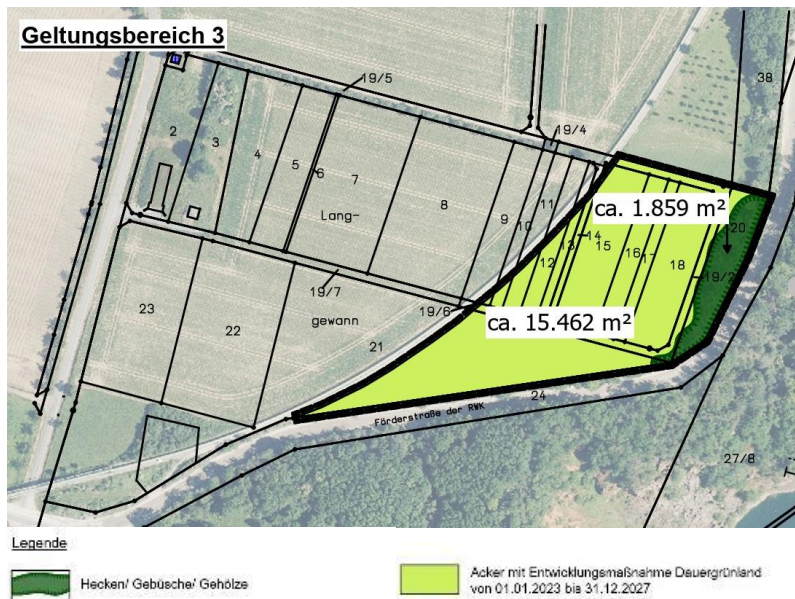 Geltungsbereich 3
38
19/5
19/4
2
3
4
5
6
7
8
9
10
11
12
13
14
15
16
17
18
19/2
20
ca. 1.859 m²
Lang-
19/7
19/6
gewann
ca. 15.462 m²
23
22
21
24
Förderstraße der RWK
27/8
Legende
Hecken/ Gebüsche/ Gehölze
Acker mit Entwicklungsmaßnahme Dauergrünland
von 01.01.2023 bis 31.12.2027